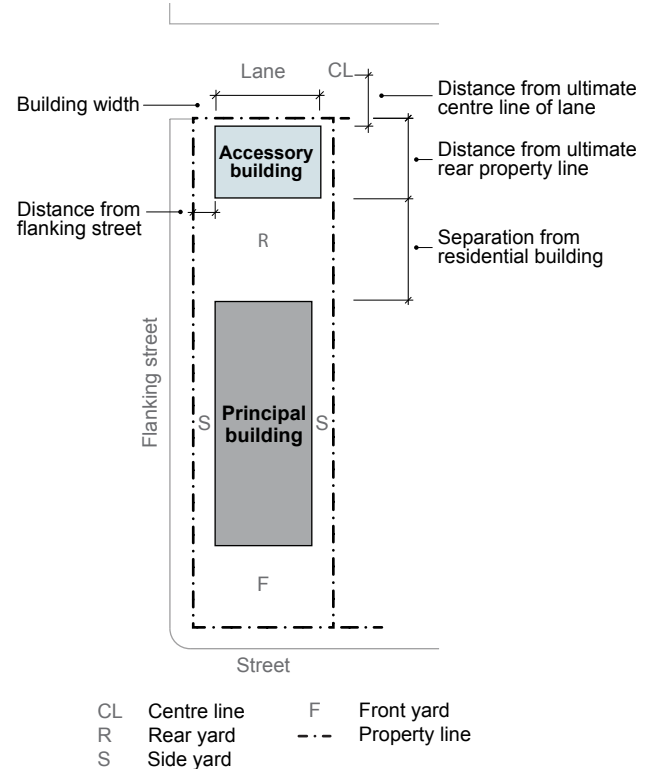 Lane
CL
Building width
Distance from ultimate
centre line of lane
Accessory
building
Distance from ultimate
rear property line
Distance from
flanking street
R
Separation from
residential building
Flanking street
S
Principal
building
S
F
Street
CL Centre line
R Rear yard
S Side yard
F Front yard
Property line